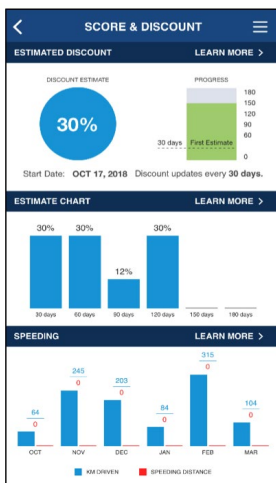 SCORE & DISCOUNT
ESTIMATED DISCOUNT LEARN MORE >
DISCOUNT ESTIMATE PROGRESS
30%
180
150
120
90
60
30 days First Estimate
0
Start Date: OCT 17, 2018 Discount updates every 30 days.
ESTIMATE CHART LEARN MORE >
30% 30% 12% 30%
30 days 60 days 90 days 120 days 150 days 180 days
SPEEDING LEARN MORE >
64 245 203 84 315 104
0 0 0 0 0 0
OCT NOV DEC JAN FEB MAR
KM DRIVEN SPEEDING DISTANCE